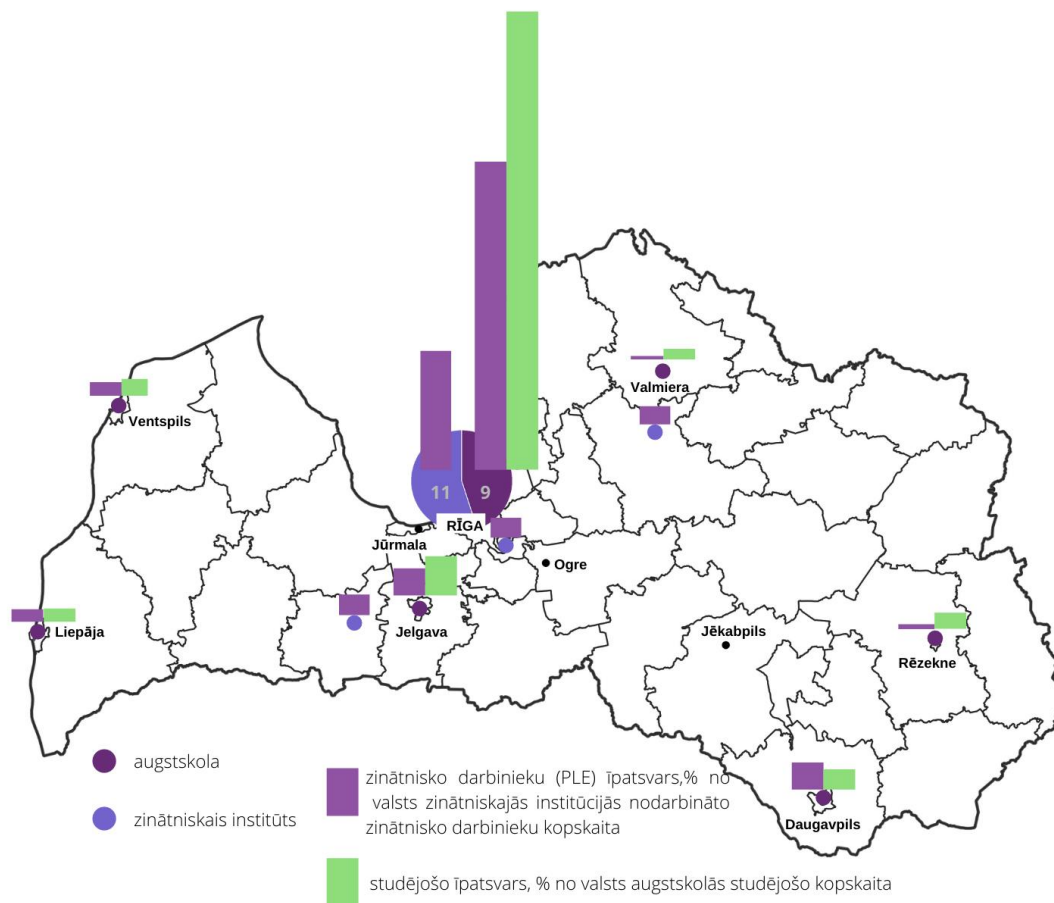 Valmiera
Ventspils
11
9
RĪGA
Jūrmala
Ogre
Liepāja
Jelgava
Jēkabpils
Rēzekne
Daugavpils
augstskola
zinātniskais institūts
zinātnisko darbinieku (PLE) īpatsvars,% no
valsts zinātniskajās institūcijās nodarbināto
zinātnisko darbinieku kopskaita
studējošo īpatsvars, % no valsts augstskolās studējošo kopskaita